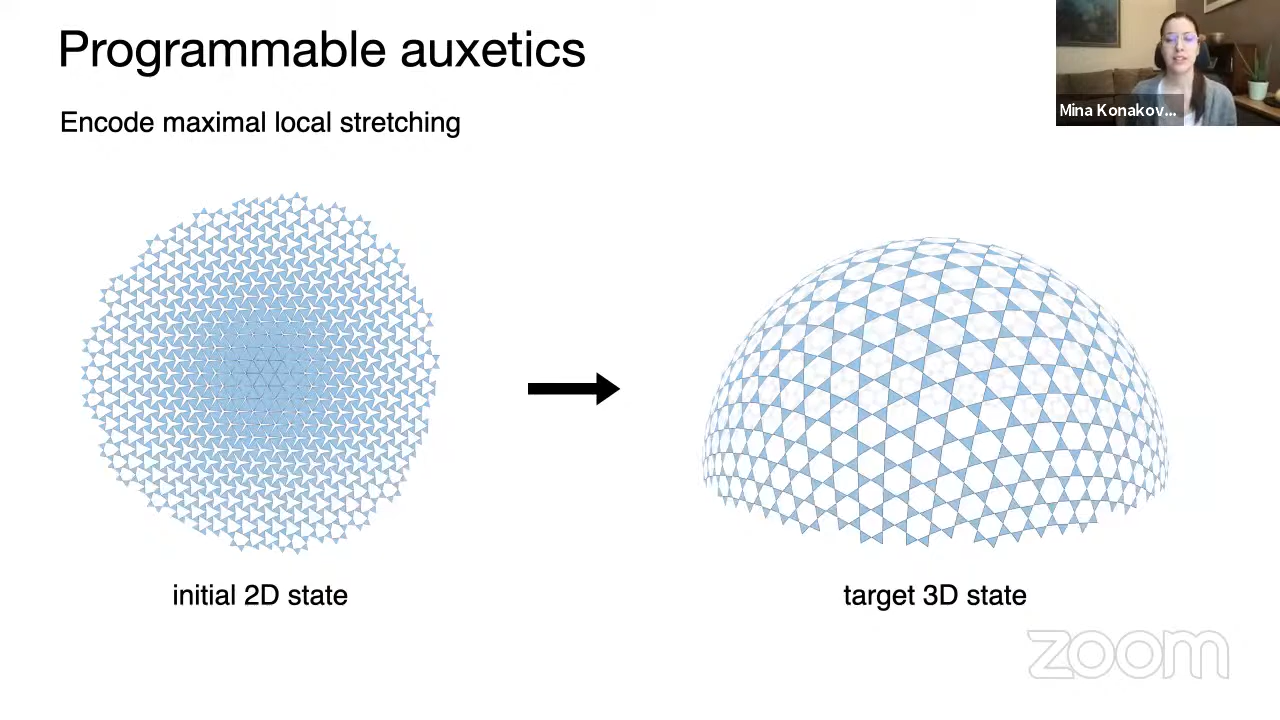 Programmable auxetics
Encode maximal local stretching
Mina Konakov...
initial 2D state
target 3D state
zoom